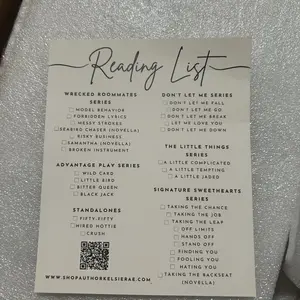 Reading List
WRECKED ROOMMATES
SERIES
MODEL BEHAVIOR
FORBIDDEN LYRICS
MESSY STROKES
SEABIRD CHASER (NOVELLA)
RISKY BUSINESS
SAMANTHA (NOVELLA)
BROKEN INSTRUMENT
ADVANTAGE PLAY SERIES
WILD CARD
LITTLE BIRD
BITTER QUEEN
BLACK JACK
STANDALONES
FIFTY-FIFTY
WIRED HOTTIE
CRUSH
DON'T LET ME SERIES
DON'T LET ME FALL
DON'T LET ME GO
DON'T LET ME BREAK
LET ME LOVE YOU
DON'T LET ME DOWN
THE LITTLE THINGS
SERIES
A LITTLE COMPLICATED
A LITTLE TEMPTING
A LITTLE JADED
SIGNATURE SWEETHEARTS
SERIES
TAKING THE CHANCE
TAKING THE JOB
TAKING THE LEAP
OFF LIMITS
HANDS OFF
STAND OFF
FINDING YOU
FOOLING YOU
HATING YOU
TAKING THE BACKSEAT
(NOVELLA)
WWW.SHOPAUTHORKELSIERAE.COM